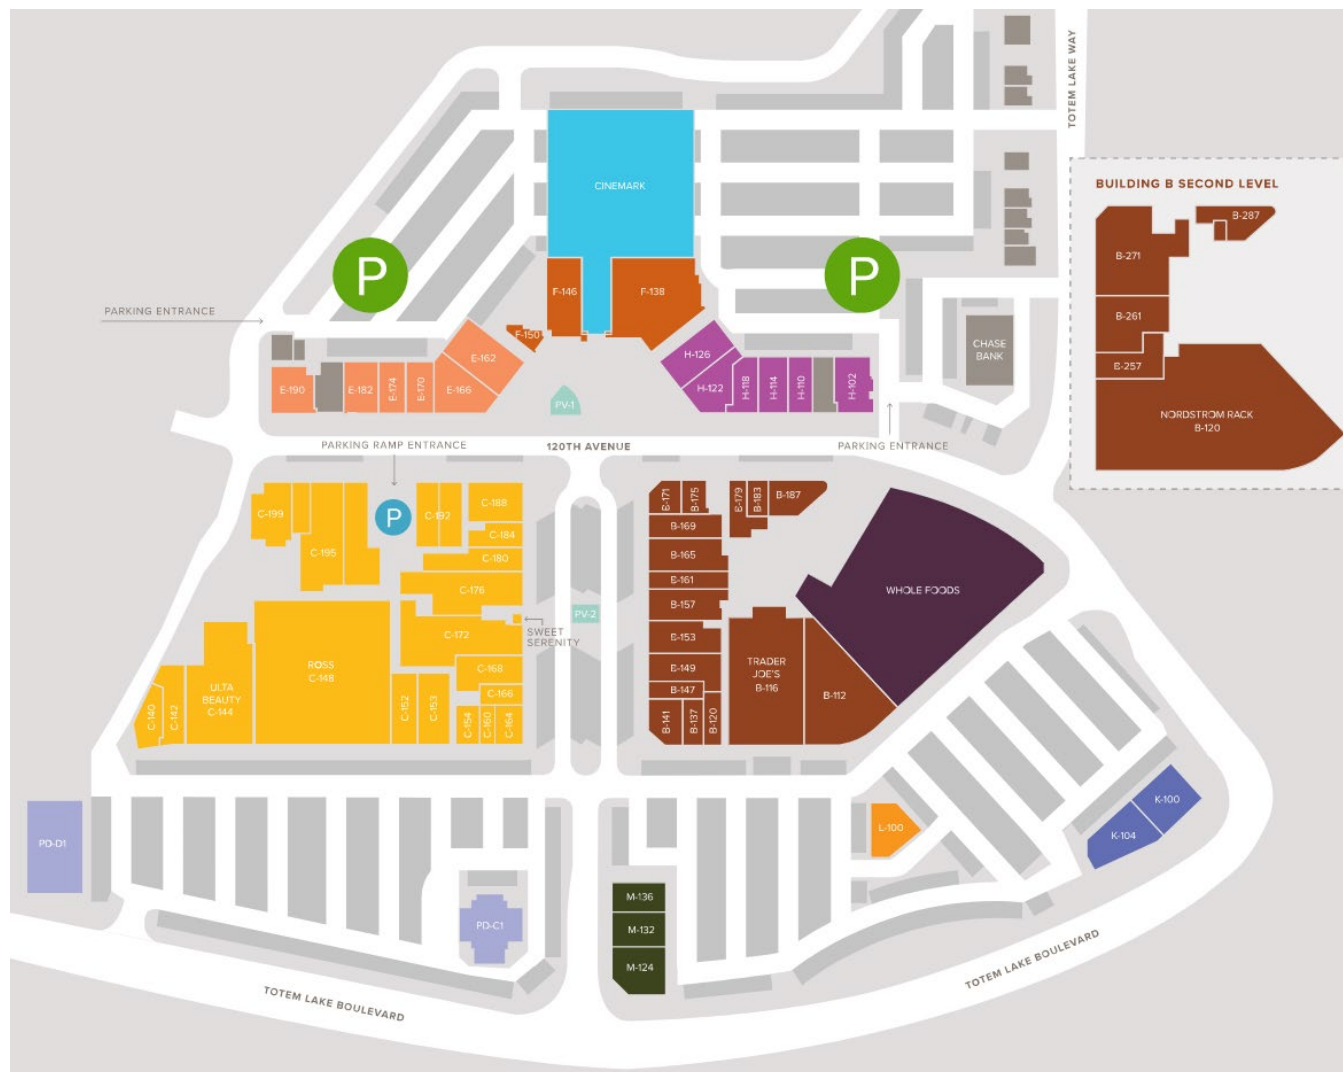 TOTEM LAKE WAY
CINEMARK
BUILDING B SECOND LEVEL
B-287
B-271
B-261
B-257
NORDSTROM RACK
B-120
P
P
F-146
F-138
F-150
PARKING ENTRANCE
CHASE
BANK
E-190
E-182
E-174
E-170
E-166
E-162
PV-1
H-126
H-122
H-118
H-114
H-110
H-102
PARKING RAMP ENTRANCE
120TH AVENUE
PARKING ENTRANCE
P
C-199
C-195
C-192
C-188
C-184
C-180
C-176
C-172
SWEET
SERENITY
C-168
C-166
C-164
C-160
C-154
C-153
C-152
ROSS
C-148
ULTA
BEAUTY
C-144
C-142
C-140
PV-2
B-171
B-175
B-179
B-183
B-187
B-169
B-165
B-161
B-157
B-153
B-149
B-147
B-141
B-137
B-120
TRADER
JOE'S
B-116
B-112
WHOLE FOODS
PD-D1
PD-C1
M-136
M-132
M-124
L-100
K-104
K-100
TOTEM LAKE BOULEVARD
TOTEM LAKE BOULEVARD